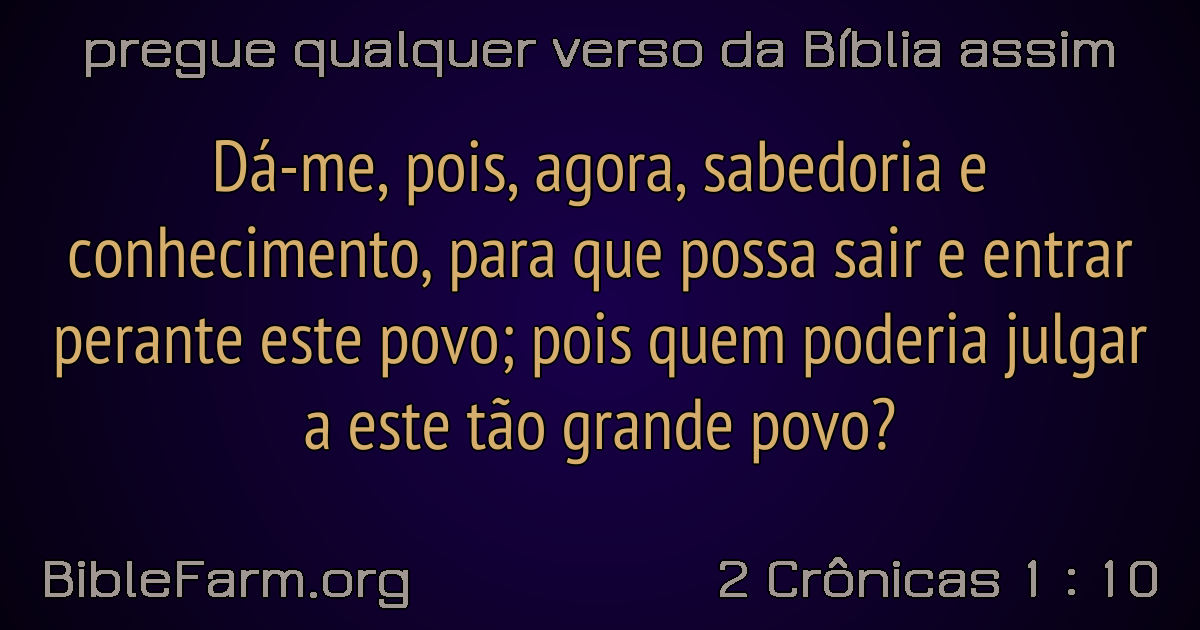 pregue qualquer verso da Bíblia assim
Dá-me, pois, agora, sabedoria e
conhecimento, para que possa sair e entrar
perante este povo; pois quem poderia julgar
a este tão grande povo?
BibleFarm.org
2 Crônicas 1 : 10